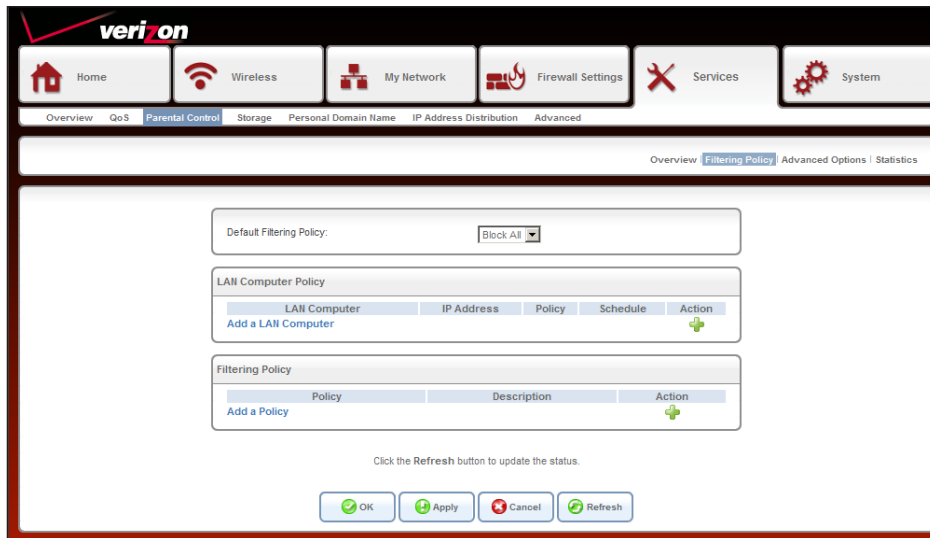 verizon
Home Wireless My Network Firewall Settings Services System
Overview QoS Parental Control Storage Personal Domain Name IP Address Distribution Advanced
Overview | Filtering Policy | Advanced Options | Statistics
Default Filtering Policy: Block All
LAN Computer Policy
LAN Computer IP Address Policy Schedule Action
Add a LAN Computer
Filtering Policy
Policy Description Action
Add a Policy
Click the Refresh button to update the status.
OK Apply Cancel Refresh